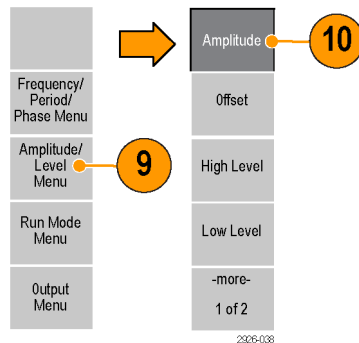 Frequency/
Period/
Phase Menu
Amplitude/
Level
Menu
9
Run Mode
Menu
Output
Menu
Amplitude
10
Offset
High Level
Low Level
-more-
1 of 2
2926-038